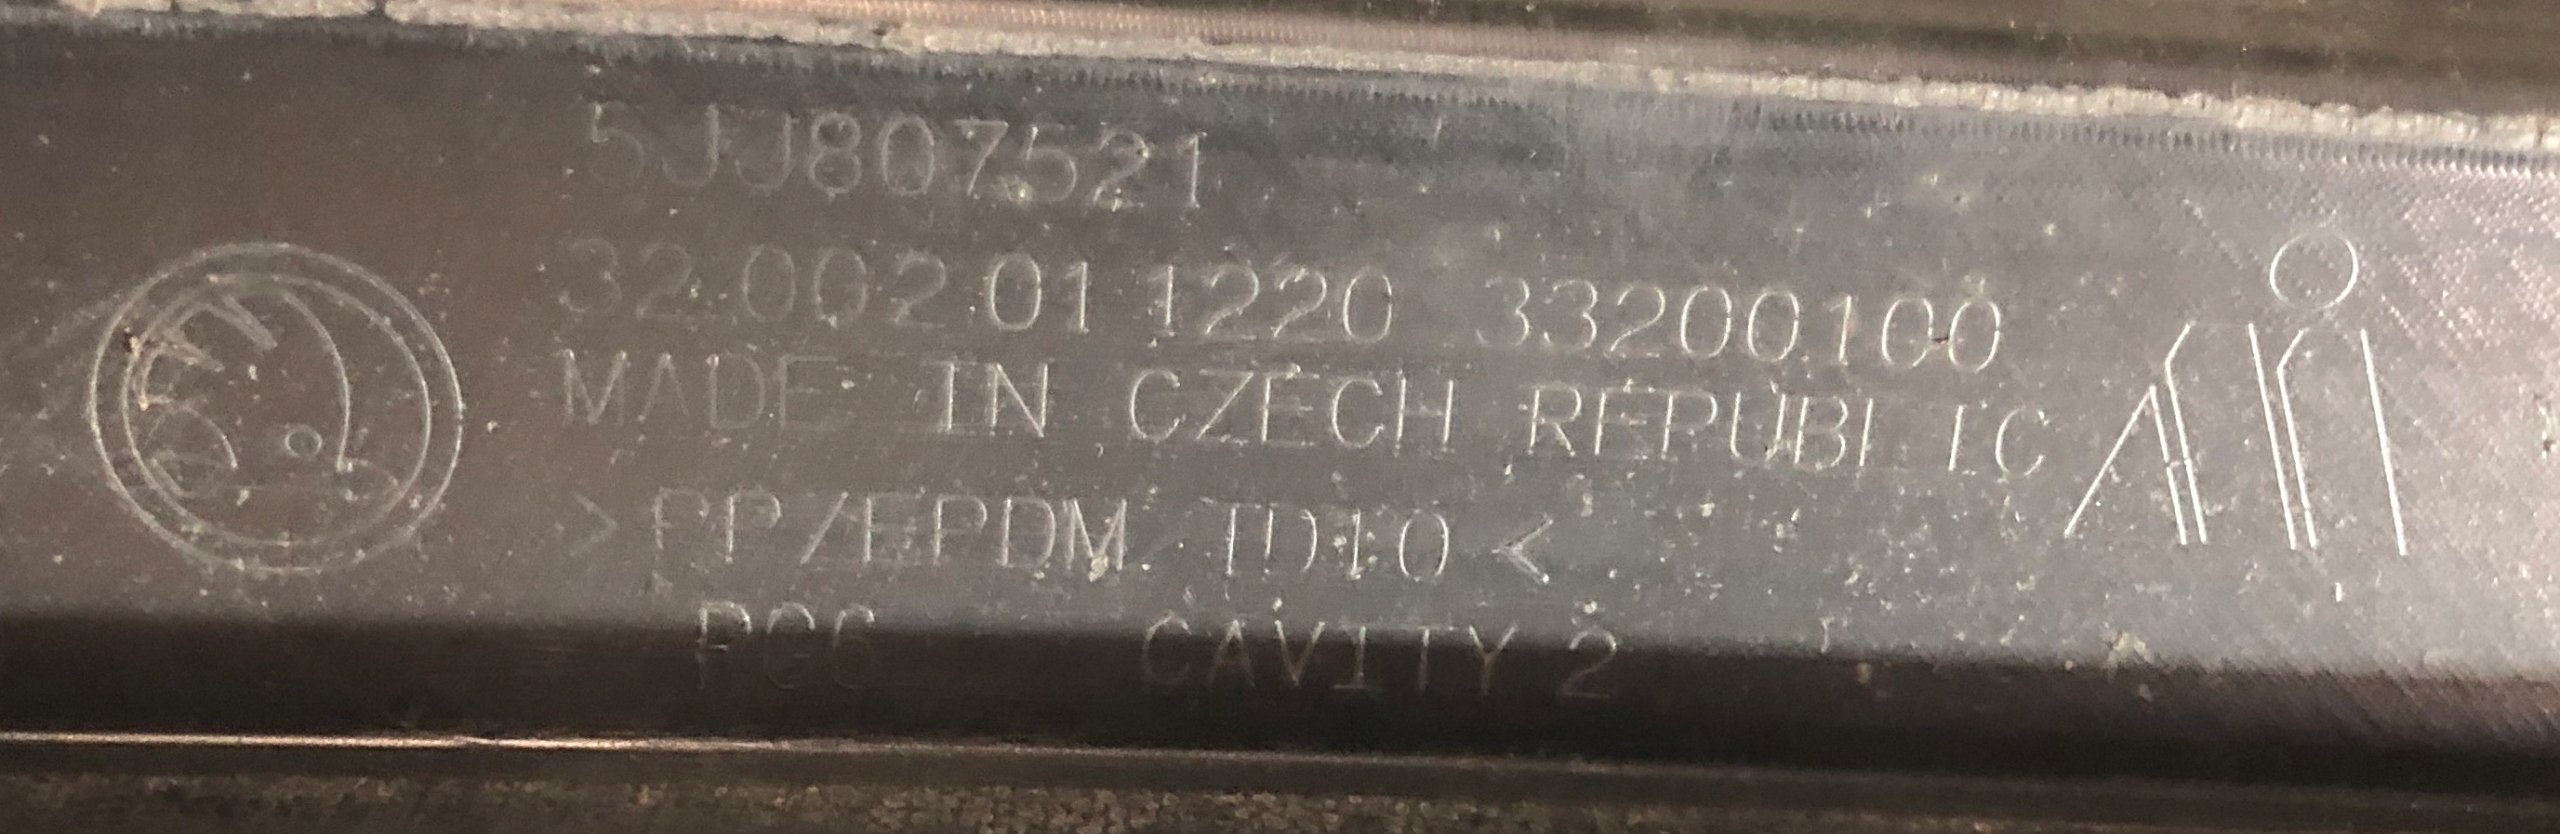 5JJ807521
32.002.01 1220 33200100
MADE IN CZECH REPUBLIC
>PP/EPDM TD10<
PG6 CAVITY 2